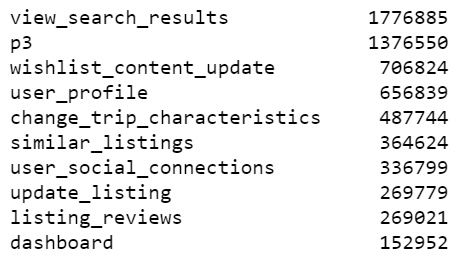 view_search_results 1776885
p3 1376550
wishlist_content_update 706824
user_profile 656839
change_trip_characteristics 487744
similar_listings 364624
user_social_connections 336799
update_listing 269779
listing_reviews 269021
dashboard 152952